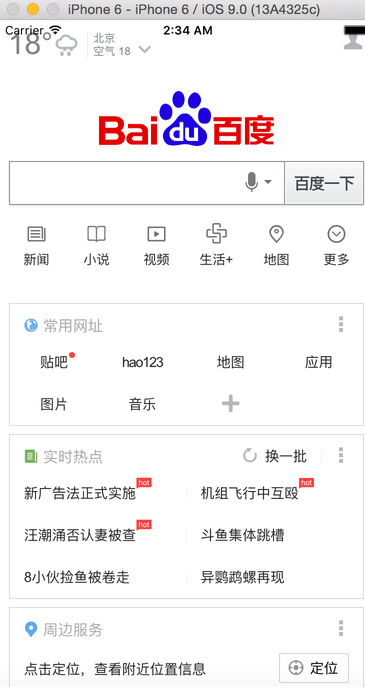 iPhone 6 - iPhone 6 / iOS 9.0 (13A4325c)
Carrier 2:34 AM
18° 北京
空气 18
Bai du 百度
百度一下
新闻 小说 视频 生活+ 地图 更多
常用网址
贴吧 hao123 地图 应用
图片 音乐
实时热点 换一批
新广告法正式实施 hot 机组飞行中互殴 hot
汪潮涌否认妻被查 hot 斗鱼集体跳槽
8小伙捡鱼被卷走 异鹦鹉螺再现
周边服务
点击定位，查看附近位置信息 定位